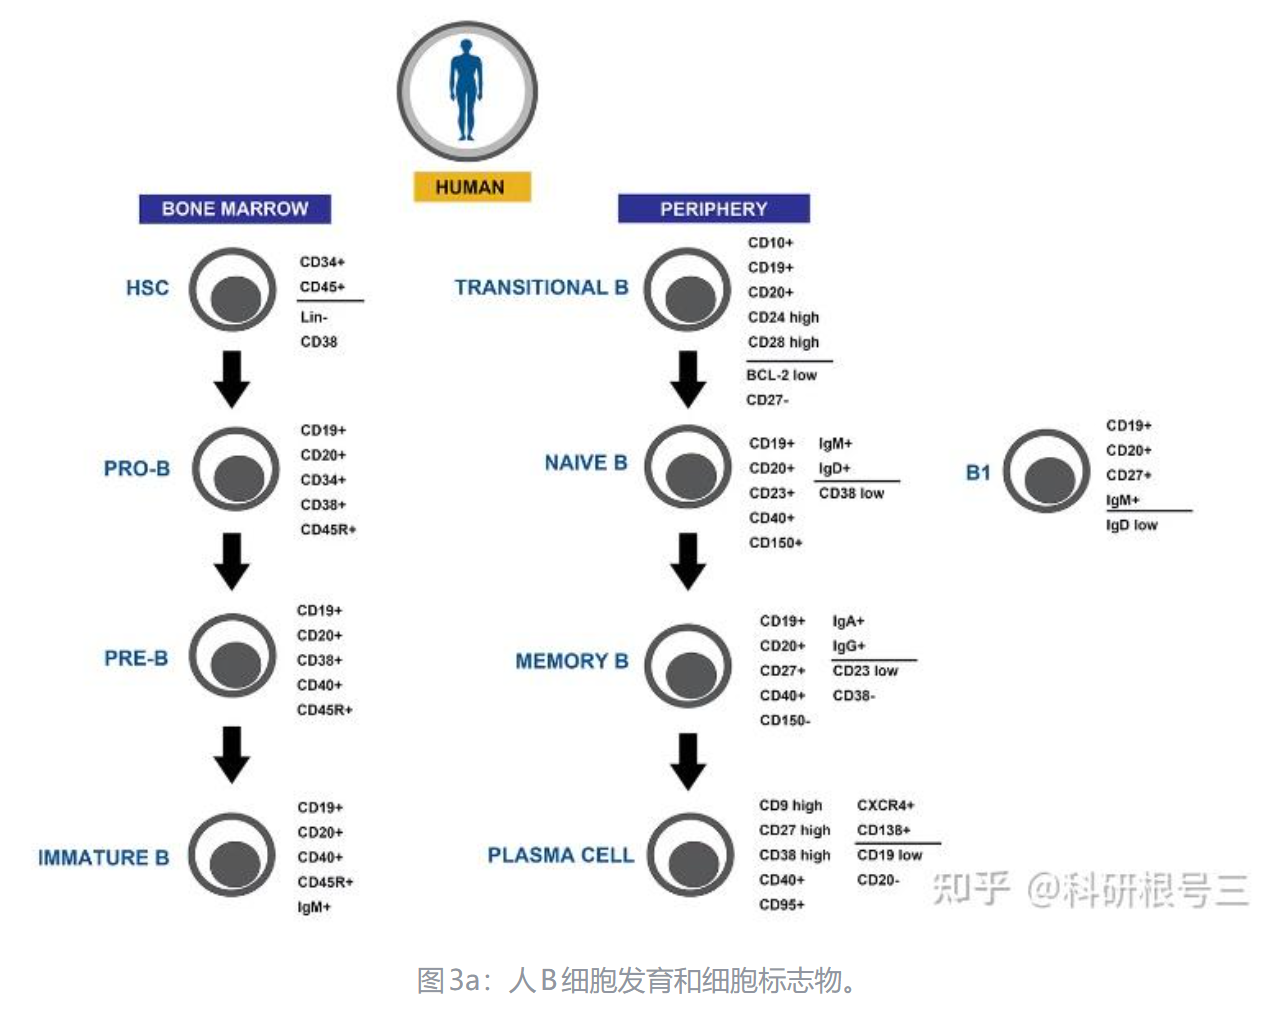 HUMAN
BONE MARROW
HSC
CD34+
CD45+
Lin-
CD38
PRO-B
CD19+
CD20+
CD34+
CD38+
CD45R+
PRE-B
CD19+
CD20+
CD38+
CD40+
CD45R+
IMMATURE B
CD19+
CD20+
CD40+
CD45R+
IgM+
PERIPHERY
TRANSITIONAL B
CD10+
CD19+
CD20+
CD24 high
CD28 high
BCL-2 low
CD27-
NAIVE B
CD19+
CD20+
CD23+
CD40+
CD150+
IgM+
IgD+
CD38 low
B1
CD19+
CD20+
CD27+
IgM+
IgD low
MEMORY B
CD19+
CD20+
CD27+
CD40+
CD150-
IgA+
IgG+
CD23 low
CD38-
PLASMA CELL
CD9 high
CD27 high
CD38 high
CD40+
CD95+
CXCR4+
CD138+
CD19 low
CD20-
知乎 @科研根号三
图 3a：人 B 细胞发育和细胞标志物。